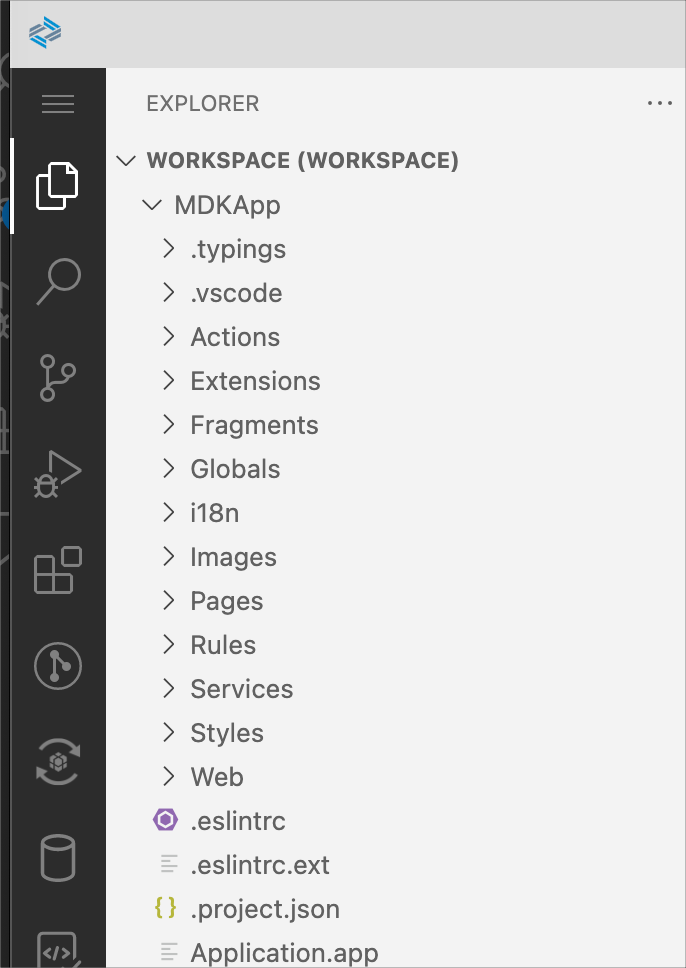 EXPLORER
WORKSPACE (WORKSPACE)
MDKApp
.typings
.vscode
Actions
Extensions
Fragments
Globals
i18n
Images
Pages
Rules
Services
Styles
Web
.eslintrc
.eslintrc.ext
.project.json
Application.app